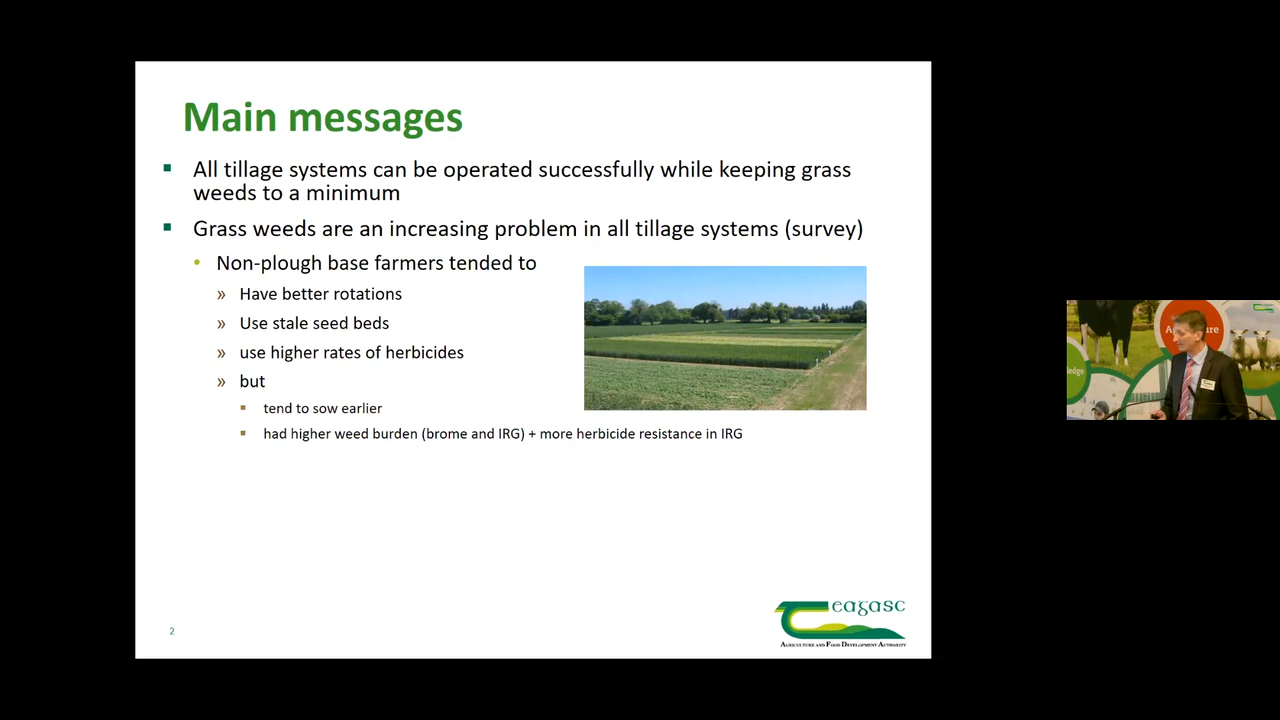 Main messages
All tillage systems can be operated successfully while keeping grass
weeds to a minimum
Grass weeds are an increasing problem in all tillage systems (survey)
Non-plough base farmers tended to
» Have better rotations
» Use stale seed beds
» use higher rates of herbicides
» but
tend to sow earlier
had higher weed burden (brome and IRG) + more herbicide resistance in IRG
2
eagasc
AGRICULTURE AND FOOD DEVELOPMENT AUTHORITY